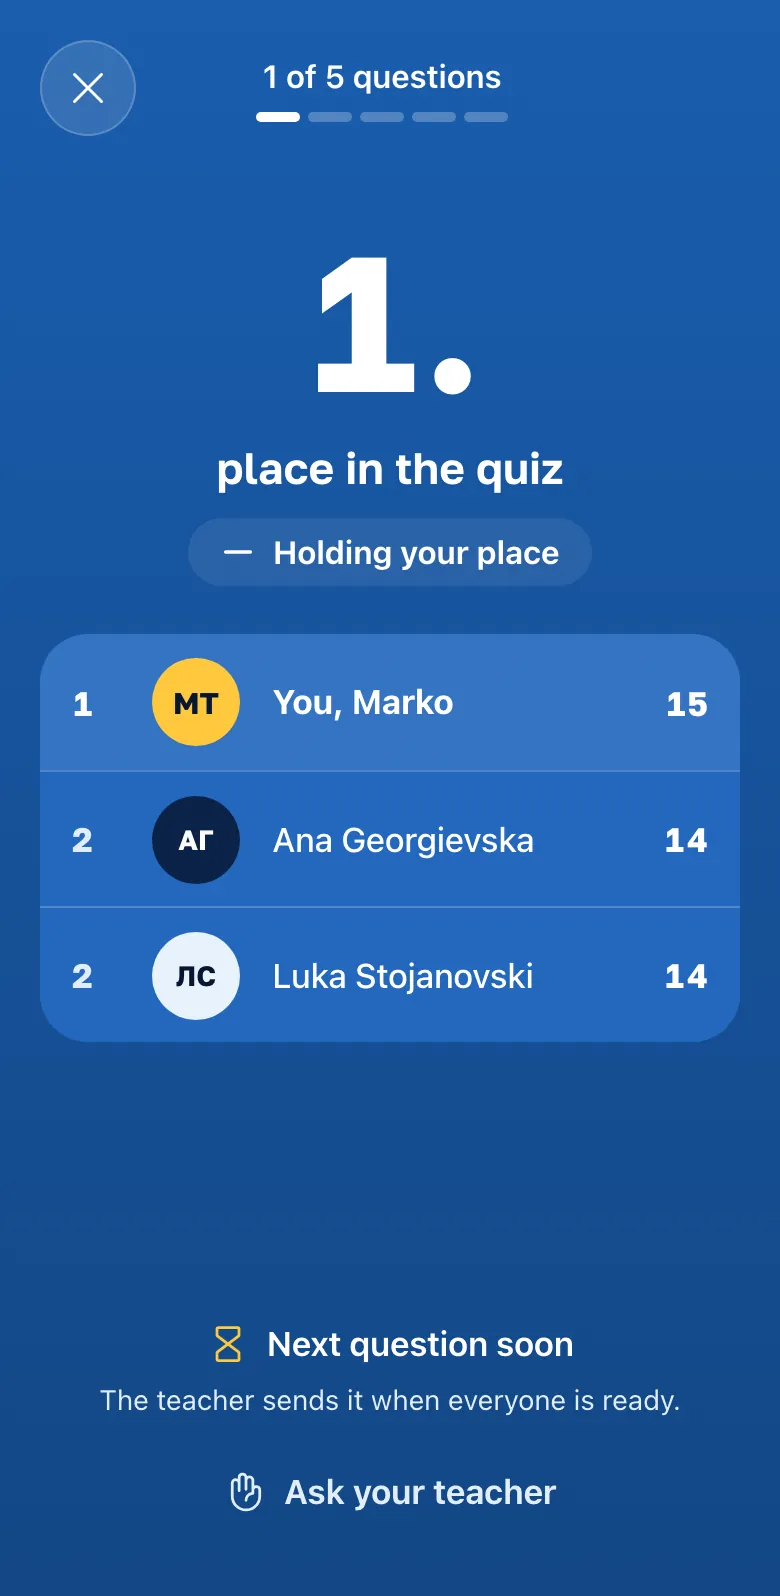 1 of 5 questions
1.
place in the quiz
Holding your place
1 МТ You, Marko 15
2 АГ Ana Georgievska 14
2 ЛС Luka Stojanovski 14
Next question soon
The teacher sends it when everyone is ready.
Ask your teacher